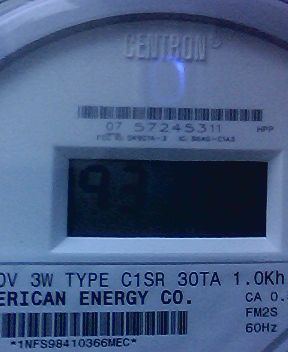 CENTRON®
07 57245311 HPP
93
0V 3W TYPE C1SR 30TA 1.0Kh
ERICAN ENERGY CO. CA 0.
FM2S
60Hz
*1NFS98410366MEC*